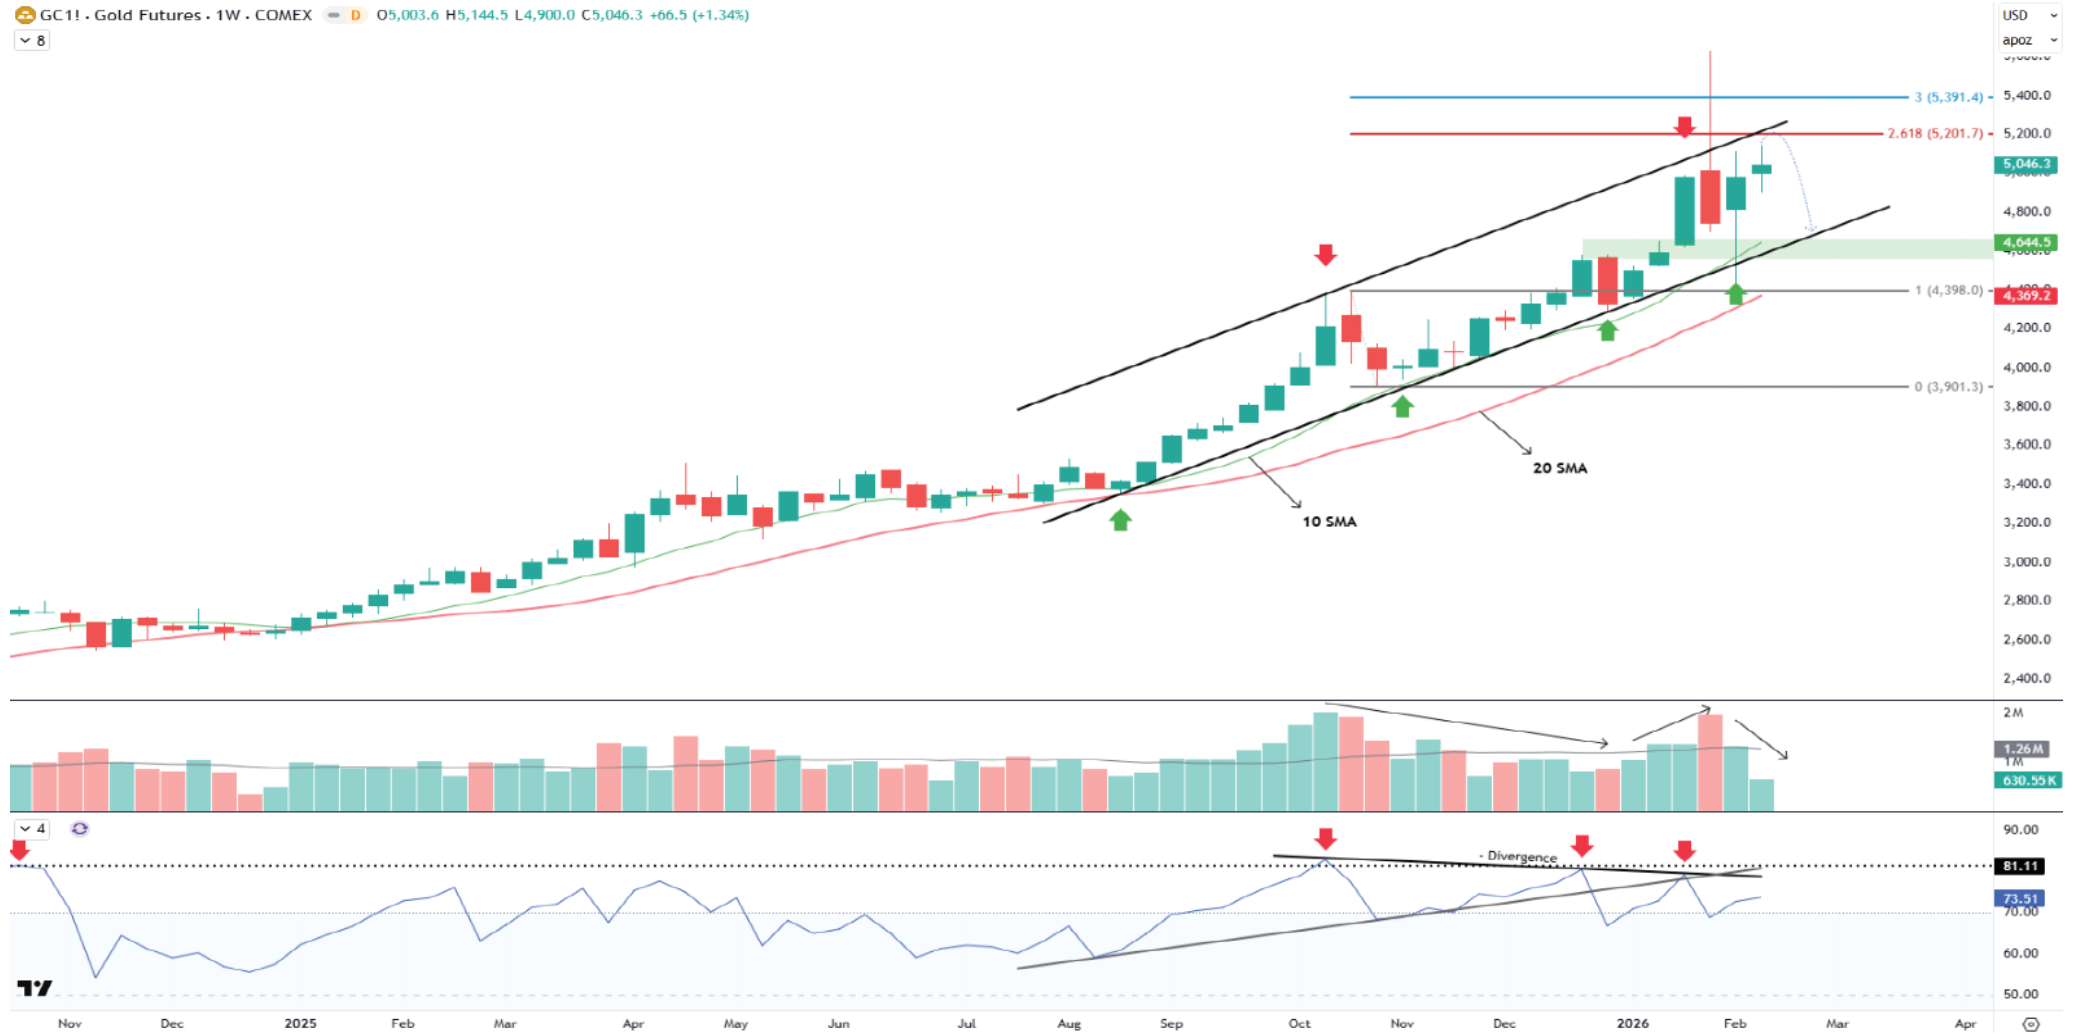 GC1! · Gold Futures · 1W · COMEX D O5,003.6 H5,144.5 L4,900.0 C5,046.3 +66.5 (+1.34%)
8
USD
apoz
5,400.0
5,200.0
5,046.3
4,800.0
4,644.5
4,369.2
4,200.0
4,000.0
3,800.0
3,600.0
3,400.0
3,200.0
3,000.0
2,800.0
2,600.0
2,400.0
3 (5,391.4)
2.618 (5,201.7)
1 (4,398.0)
0 (3,901.3)
20 SMA
10 SMA
2M
1.26M
1M
630.55K
4
Divergence
90.00
81.11
73.51
70.00
60.00
50.00
Nov Dec 2025 Feb Mar Apr May Jun Jul Aug Sep Oct Nov Dec 2026 Feb Mar Apr